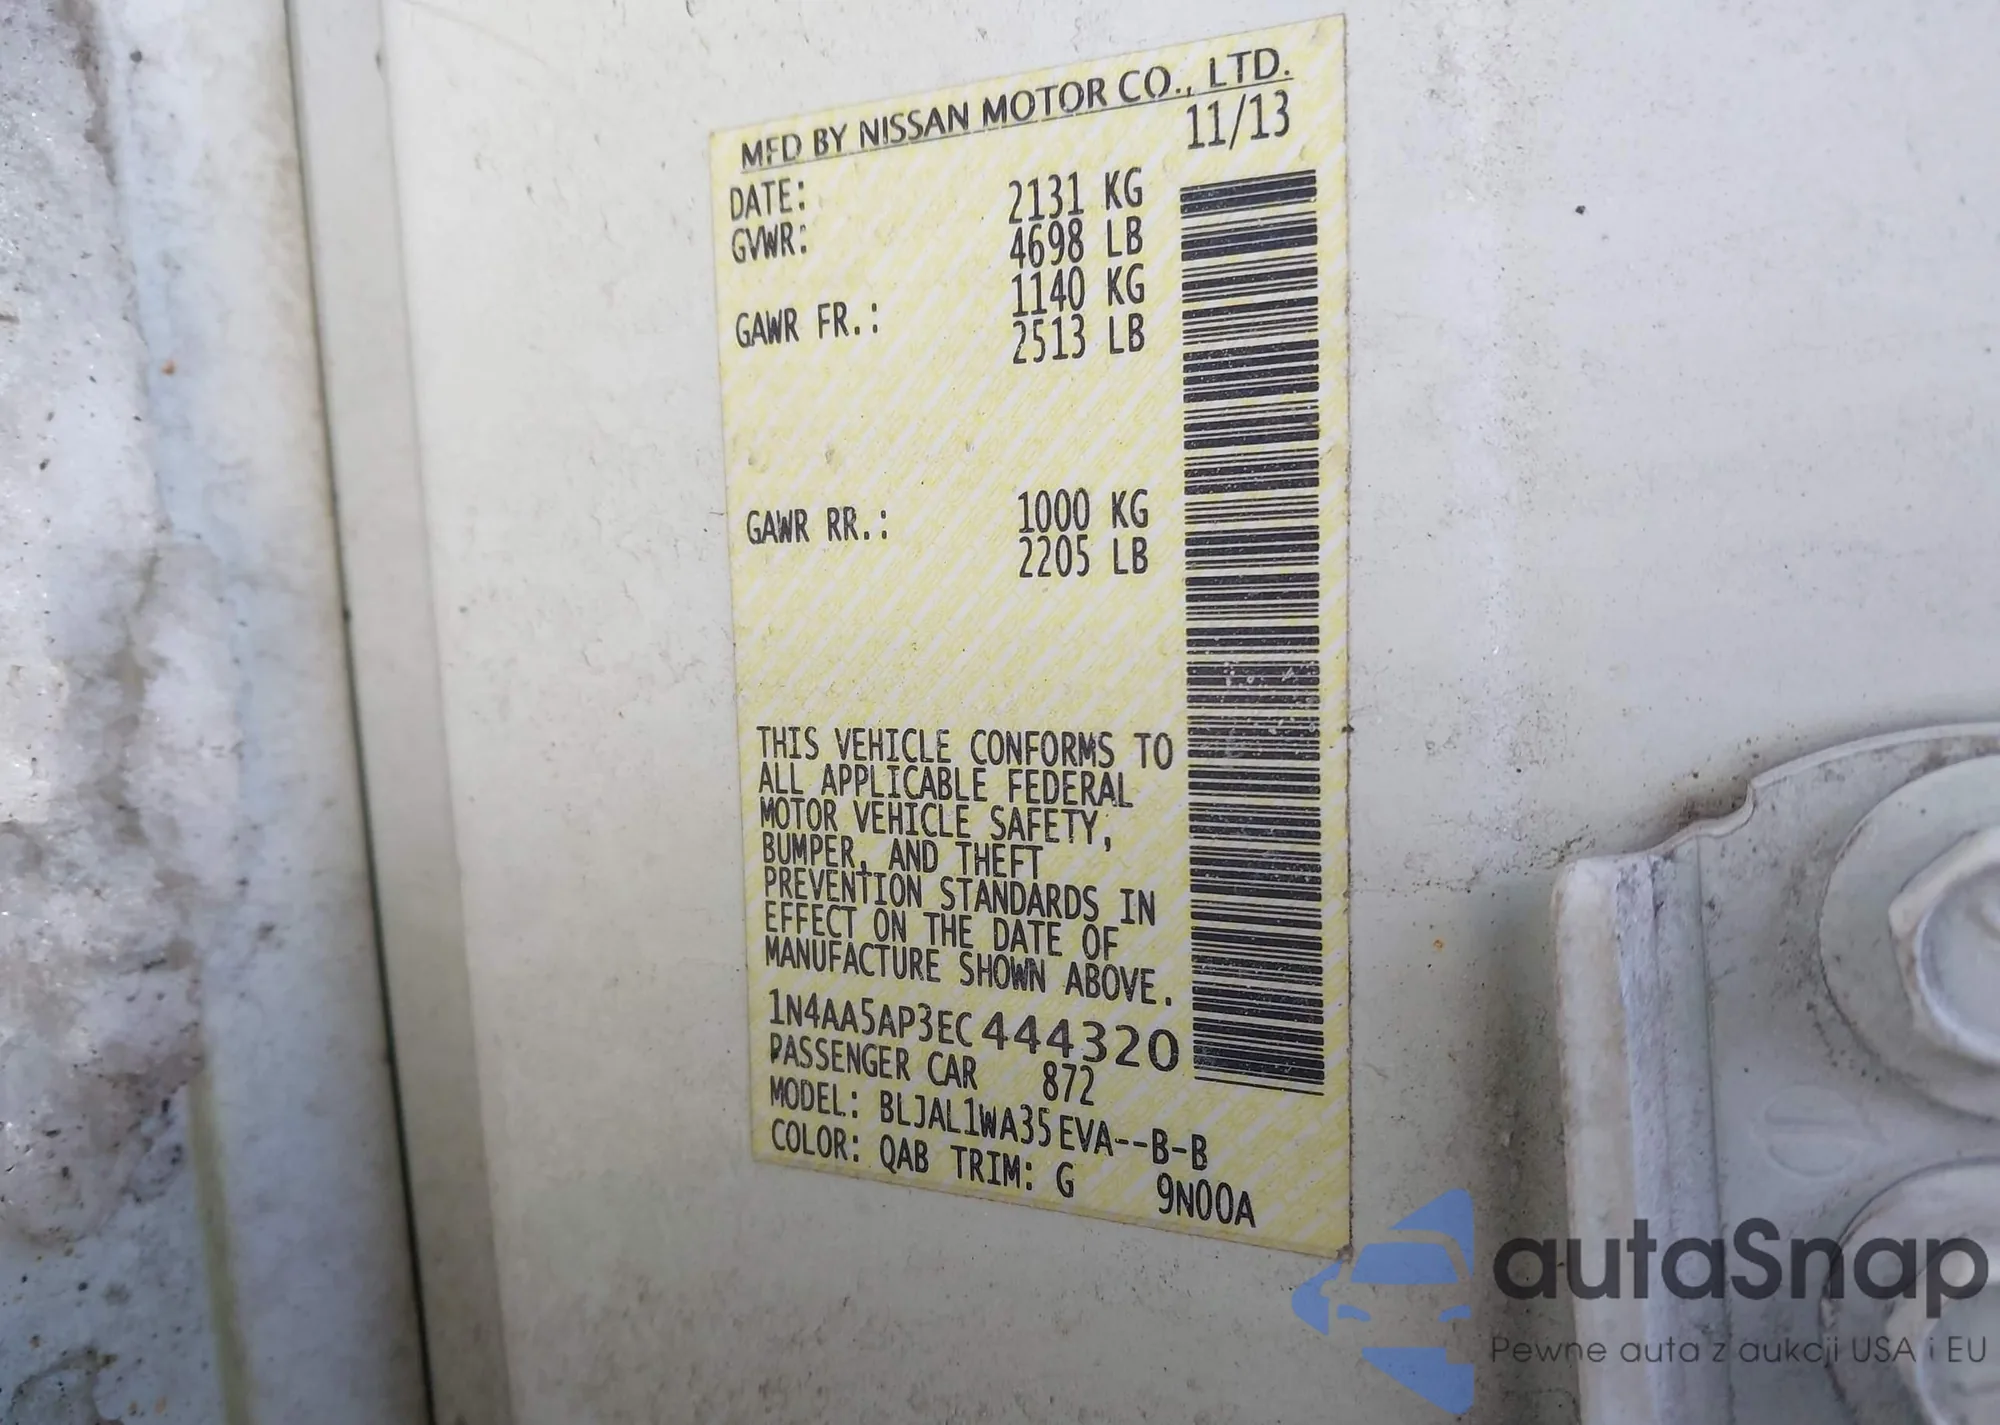 MFD BY NISSAN MOTOR CO., LTD.
DATE: 11/13
GVWR: 2131 KG
4698 LB
GAWR FR.: 1140 KG
2513 LB
GAWR RR.: 1000 KG
2205 LB
THIS VEHICLE CONFORMS TO
ALL APPLICABLE FEDERAL
MOTOR VEHICLE SAFETY,
BUMPER, AND THEFT
PREVENTION STANDARDS IN
EFFECT ON THE DATE OF
MANUFACTURE SHOWN ABOVE.
1N4AA5AP3EC444320
PASSENGER CAR 872
MODEL: BLJAL1WA35EVA--B-B
COLOR: QAB TRIM: G 9N00A
autaSnap
Pewne auta z aukcji USA i EU